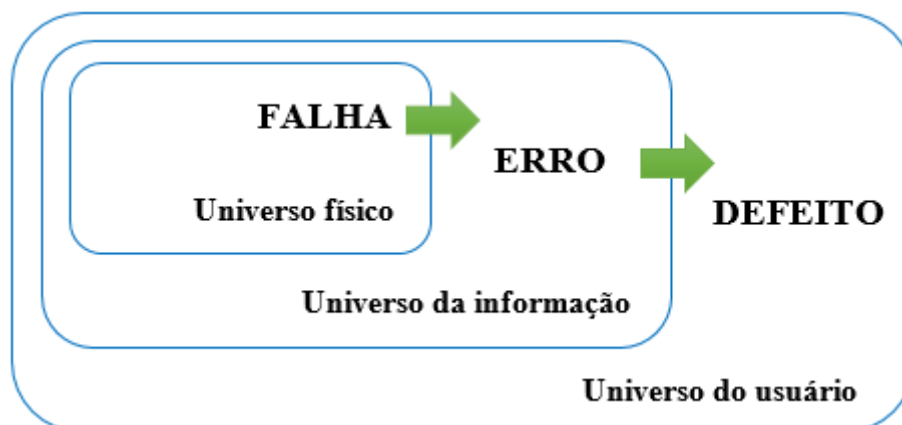 FALHA
ERRO
Universo físico
DEFEITO
Universo da informação
Universo do usuário